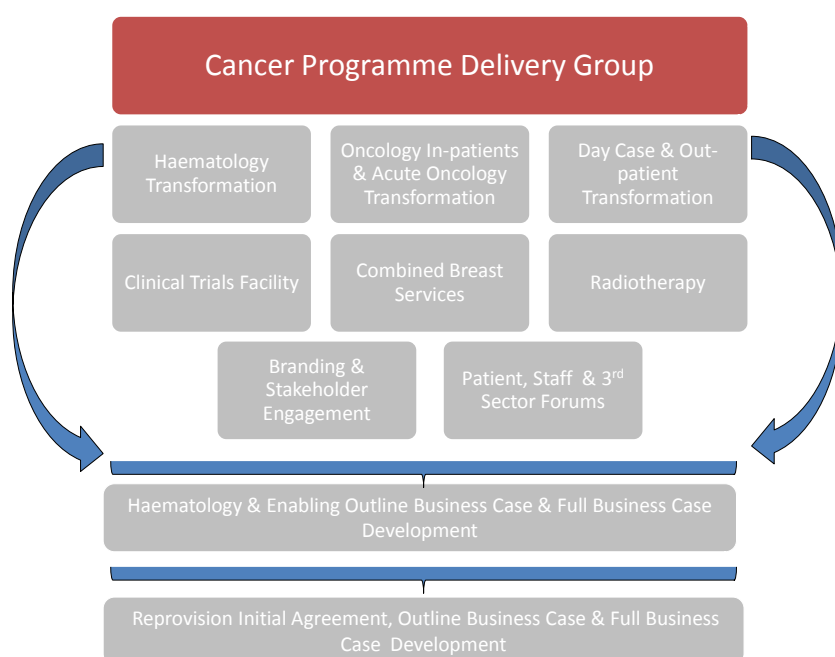 Cancer Programme Delivery Group
Haematology
Transformation
Oncology In-patients
& Acute Oncology
Transformation
Day Case & Out-
patient
Transformation
Clinical Trials Facility
Combined Breast
Services
Radiotherapy
Branding &
Stakeholder
Engagement
Patient, Staff & 3rd
Sector Forums
Haematology & Enabling Outline Business Case & Full Business Case
Development
Reprovision Initial Agreement, Outline Business Case & Full Business
Case Development